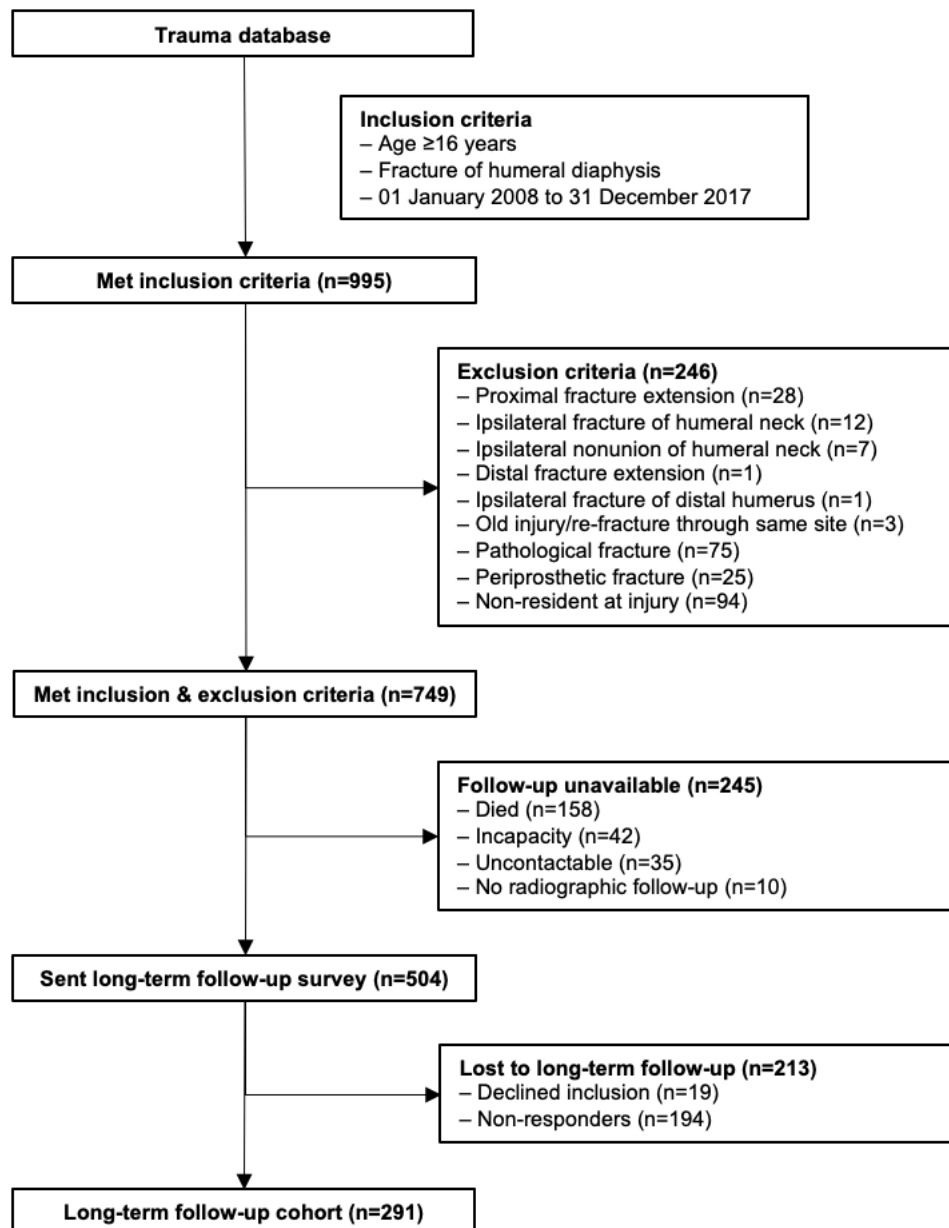 Trauma database
Inclusion criteria
– Age ≥16 years
– Fracture of humeral diaphysis
– 01 January 2008 to 31 December 2017
Met inclusion criteria (n=995)
Exclusion criteria (n=246)
– Proximal fracture extension (n=28)
– Ipsilateral fracture of humeral neck (n=12)
– Ipsilateral nonunion of humeral neck (n=7)
– Distal fracture extension (n=1)
– Ipsilateral fracture of distal humerus (n=1)
– Old injury/re-fracture through same site (n=3)
– Pathological fracture (n=75)
– Periprosthetic fracture (n=25)
– Non-resident at injury (n=94)
Met inclusion & exclusion criteria (n=749)
Follow-up unavailable (n=245)
– Died (n=158)
– Incapacity (n=42)
– Uncontactable (n=35)
– No radiographic follow-up (n=10)
Sent long-term follow-up survey (n=504)
Lost to long-term follow-up (n=213)
– Declined inclusion (n=19)
– Non-responders (n=194)
Long-term follow-up cohort (n=291)